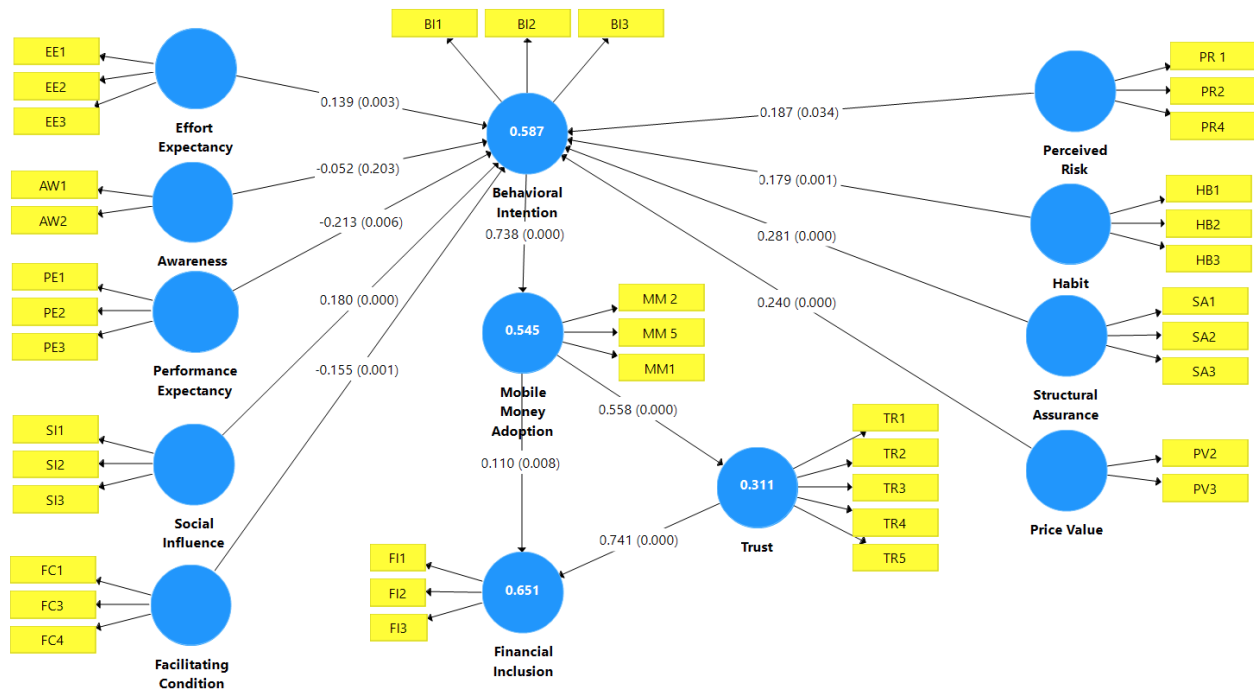 BI1
BI2
BI3
EE1
EE2
EE3
Effort
Expectancy
0.139 (0.003)
0.587
Behavioral
Intention
0.187 (0.034)
PR 1
PR2
PR4
Perceived
Risk
AW1
AW2
Awareness
-0.052 (0.203)
0.179 (0.001)
HB1
HB2
HB3
Habit
PE1
PE2
PE3
Performance
Expectancy
-0.213 (0.006)
0.738 (0.000)
0.281 (0.000)
SA1
SA2
SA3
Structural
Assurance
0.180 (0.000)
0.240 (0.000)
0.545
Mobile
Money
Adoption
MM 2
MM 5
MM1
-0.155 (0.001)
0.558 (0.000)
SI1
SI2
SI3
Social
Influence
0.110 (0.008)
TR1
TR2
TR3
TR4
TR5
0.311
Trust
PV2
PV3
Price Value
FC1
FC3
FC4
Facilitating
Condition
0.741 (0.000)
FI1
FI2
FI3
0.651
Financial
Inclusion